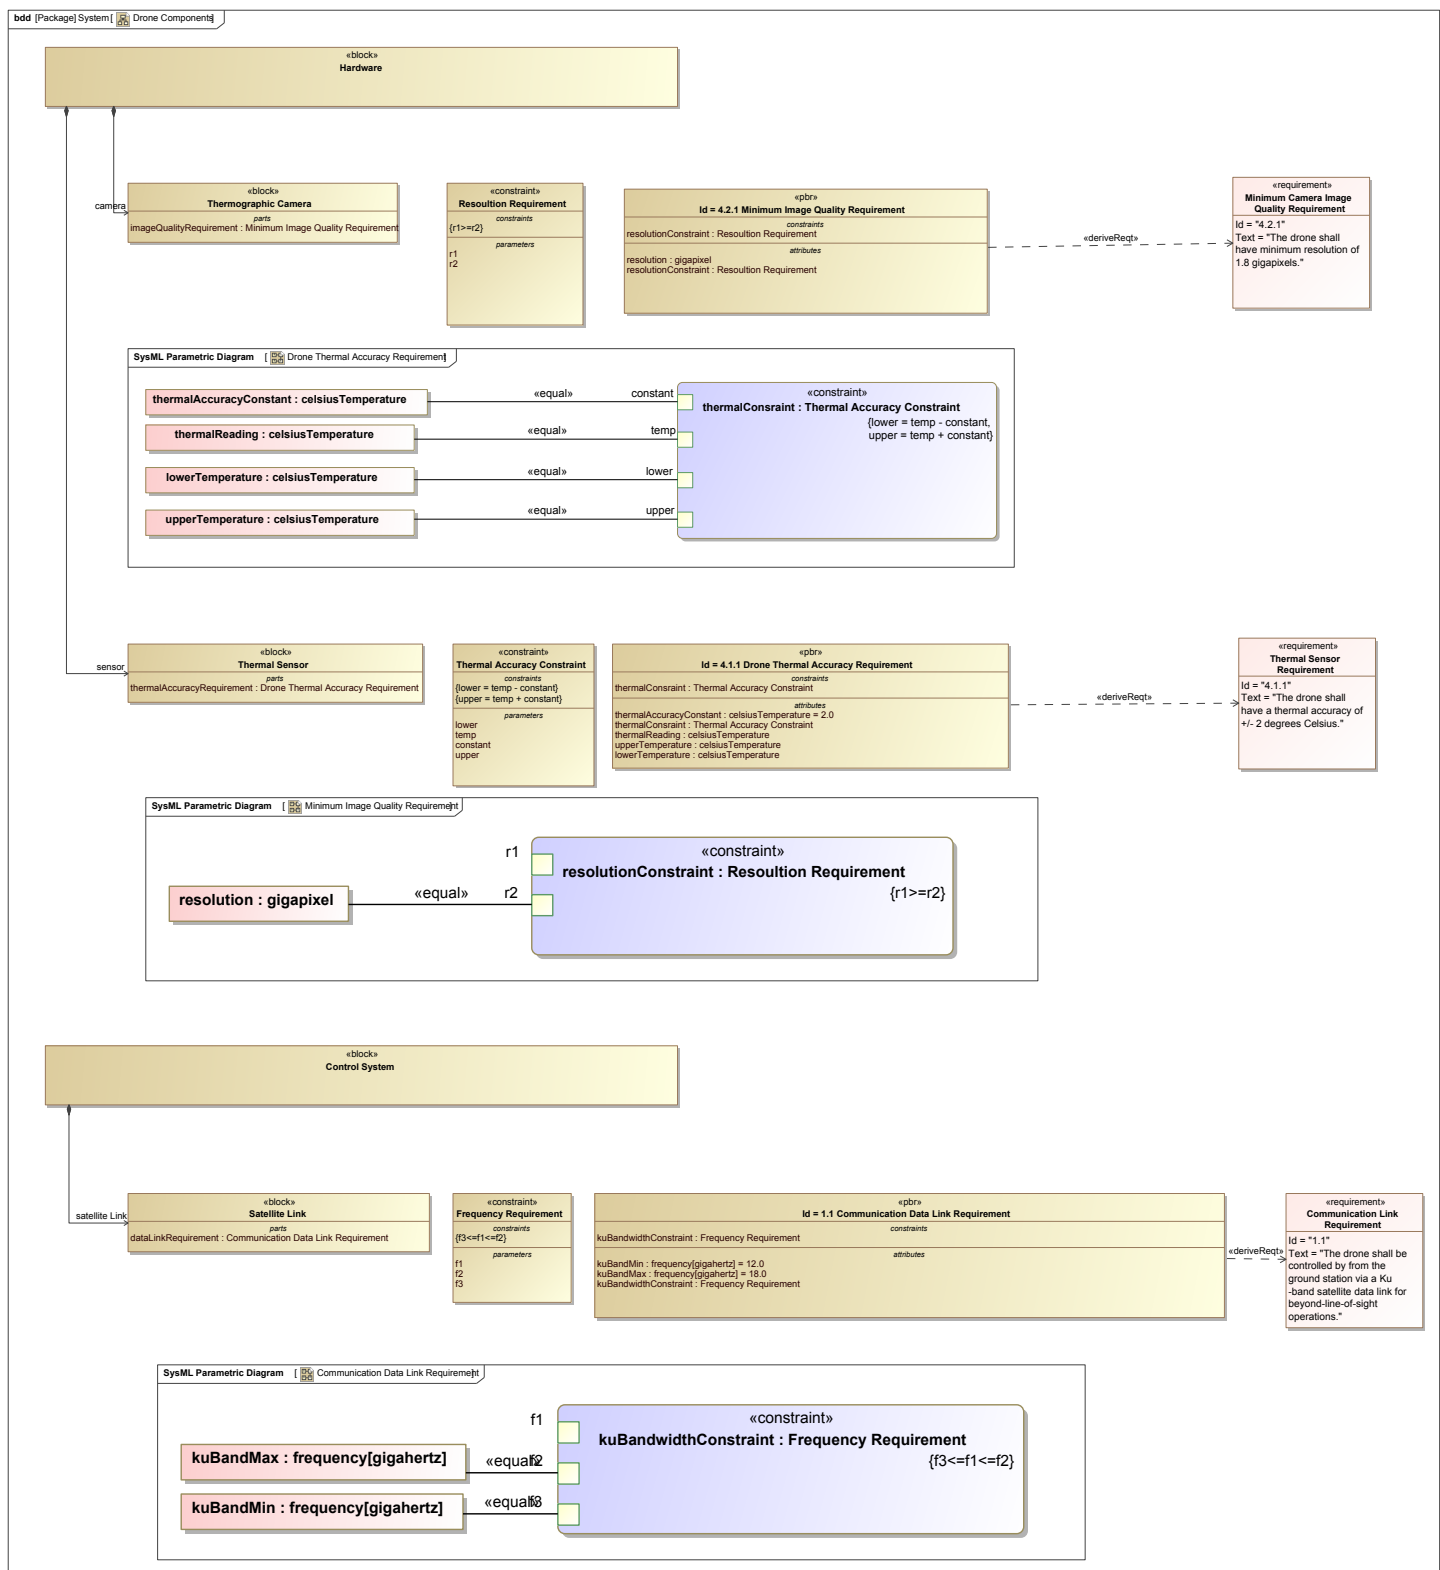 bdd [Package] System [ Drone Components]
«block»
Hardware
camera
«block»
Thermographic Camera
parts
imageQualityRequirement : Minimum Image Quality Requirement
«constraint»
Resoultion Requirement
constraints
{r1>=r2}
parameters
r1
r2
«pbr»
Id = 4.2.1 Minimum Image Quality Requirement
constraints
resolutionConstraint : Resoultion Requirement
attributes
resolution : gigapixel
resolutionConstraint : Resoultion Requirement
«deriveReqt»
«requirement»
Minimum Camera Image
Quality Requirement
Id = "4.2.1"
Text = "The drone shall
have minimum resolution of
1.8 gigapixels."
SysML Parametric Diagram [ Drone Thermal Accuracy Requirement]
thermalAccuracyConstant : celsiusTemperature
«equal»
constant
thermalReading : celsiusTemperature
«equal»
temp
lowerTemperature : celsiusTemperature
«equal»
lower
upperTemperature : celsiusTemperature
«equal»
upper
«constraint»
thermalConsraint : Thermal Accuracy Constraint
{lower = temp - constant,
upper = temp + constant}
sensor
«block»
Thermal Sensor
parts
thermalAccuracyRequirement : Drone Thermal Accuracy Requirement
«constraint»
Thermal Accuracy Constraint
constraints
{lower = temp - constant}
{upper = temp + constant}
parameters
lower
temp
constant
upper
«pbr»
Id = 4.1.1 Drone Thermal Accuracy Requirement
constraints
thermalConsraint : Thermal Accuracy Constraint
attributes
thermalAccuracyConstant : celsiusTemperature = 2.0
thermalConsraint : Thermal Accuracy Constraint
thermalReading : celsiusTemperature
upperTemperature : celsiusTemperature
lowerTemperature : celsiusTemperature
«deriveReqt»
«requirement»
Thermal Sensor
Requirement
Id = "4.1.1"
Text = "The drone shall
have a thermal accuracy of
+/- 2 degrees Celsius."
SysML Parametric Diagram [ Minimum Image Quality Requirement]
resolution : gigapixel
«equal»
r1
r2
«constraint»
resolutionConstraint : Resoultion Requirement
{r1>=r2}
«block»
Control System
satellite Link
«block»
Satellite Link
parts
dataLinkRequirement : Communication Data Link Requirement
«constraint»
Frequency Requirement
constraints
{f3<=f1<=f2}
parameters
f1
f2
f3
«pbr»
Id = 1.1 Communication Data Link Requirement
constraints
kuBandwidthConstraint : Frequency Requirement
attributes
kuBandMin : frequency[gigahertz] = 12.0
kuBandMax : frequency[gigahertz] = 18.0
kuBandwidthConstraint : Frequency Requirement
«deriveReqt»
«requirement»
Communication Link
Requirement
Id = "1.1"
Text = "The drone shall be
controlled by from the
ground station via a Ku
-band satellite data link for
beyond-line-of-sight
operations."
SysML Parametric Diagram [ Communication Data Link Requirement]
f1
kuBandMax : frequency[gigahertz]
«equal»
f2
kuBandMin : frequency[gigahertz]
«equal»
f3
«constraint»
kuBandwidthConstraint : Frequency Requirement
{f3<=f1<=f2}